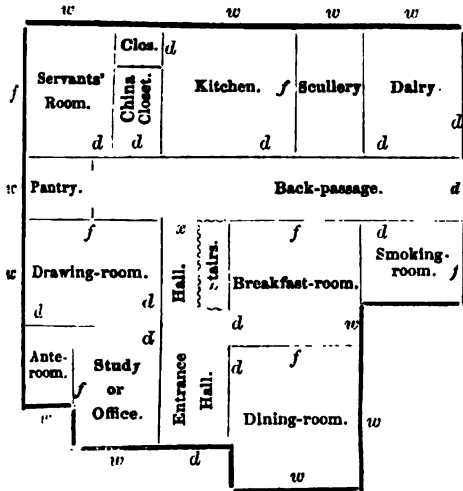 w w w
Clos. d
Servants' Room.
China Closet.
Kitchen. f
Scullery
Dairy.
f
d
d d d d
w
Pantry.
Back-passage. d
f x f d
w
Drawing-room.
Hall.
Breakfast-room.
Smoking-room.
d d
d w
d
Ante-room.
f
Study or Office.
Entrance Hall.
d f
Dining-room.
w
w
w d
w